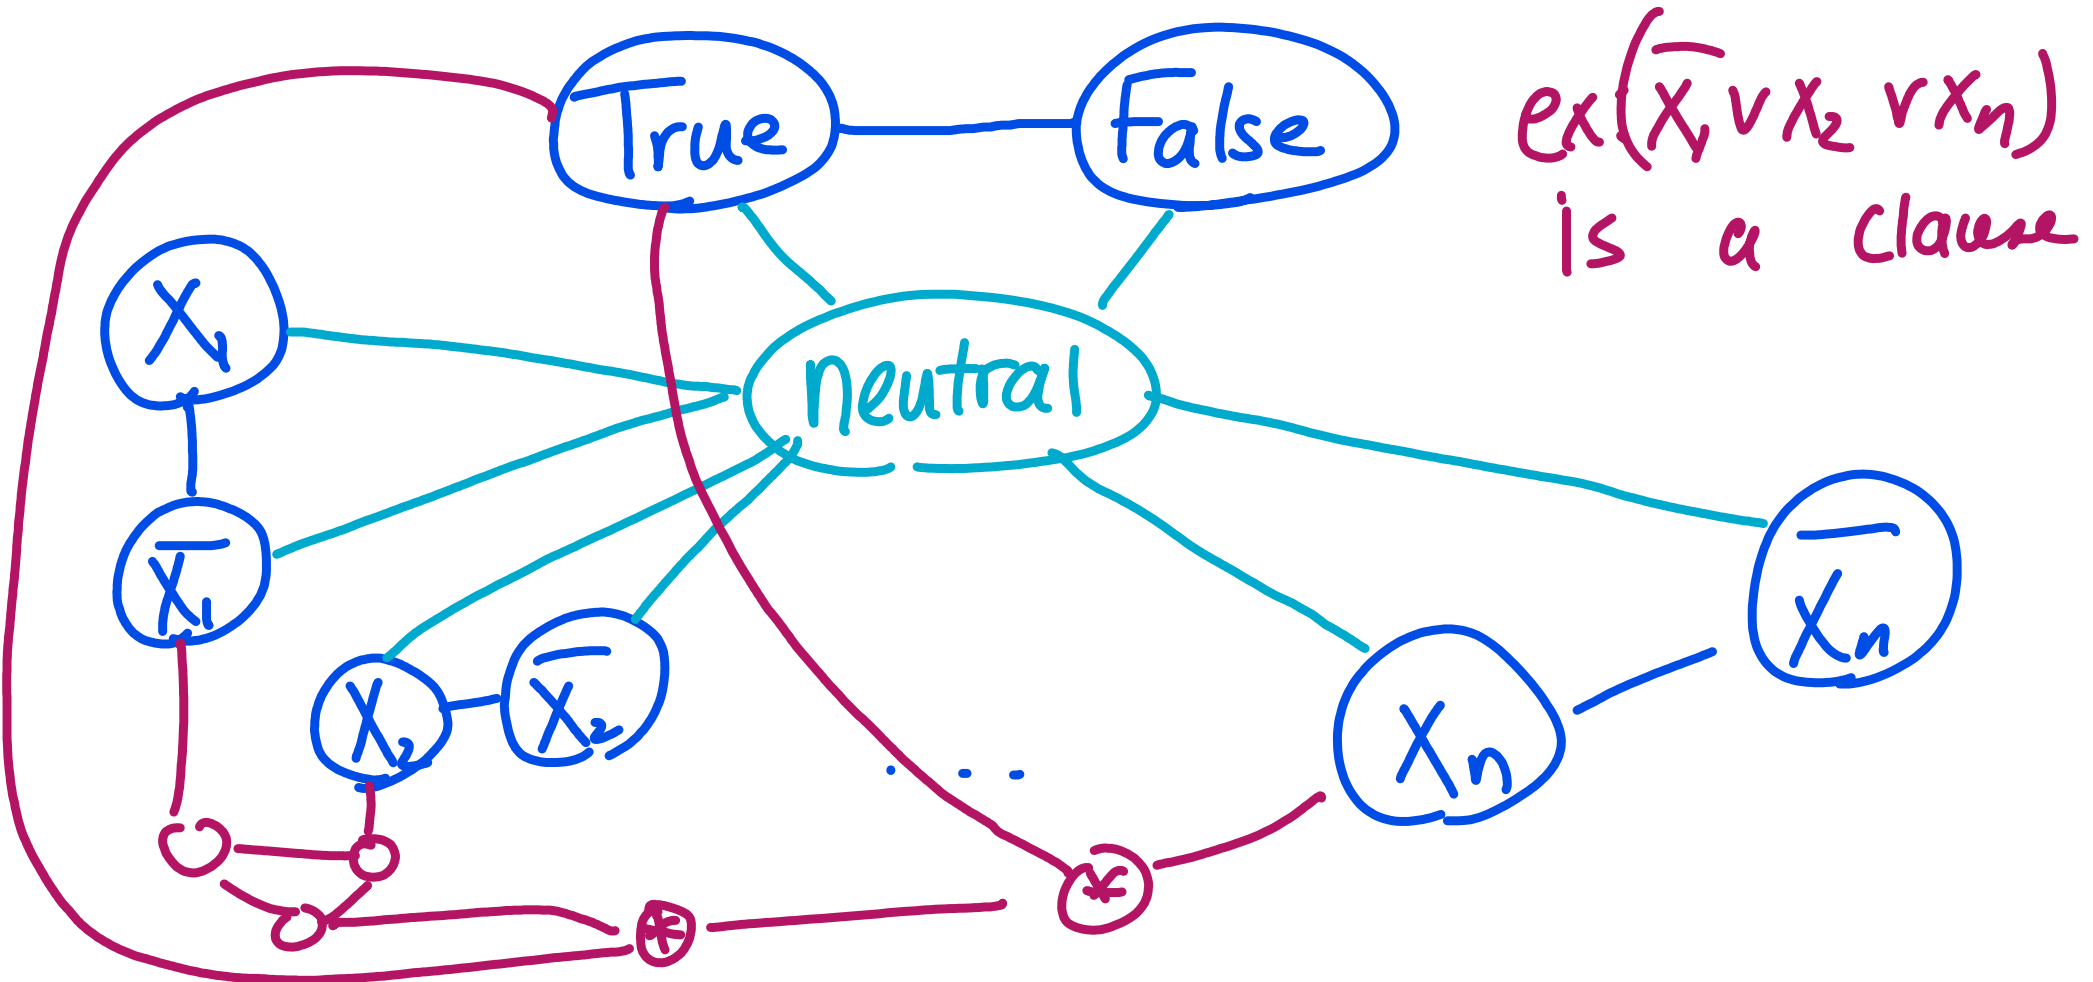 True
False
ex(x̅₁ ∨ x₂ ∨ xₙ)
is a clause
X₁
neutral
X̅₁
X₂
X̅₂
. . .
Xₙ
X̅ₙ
*
*